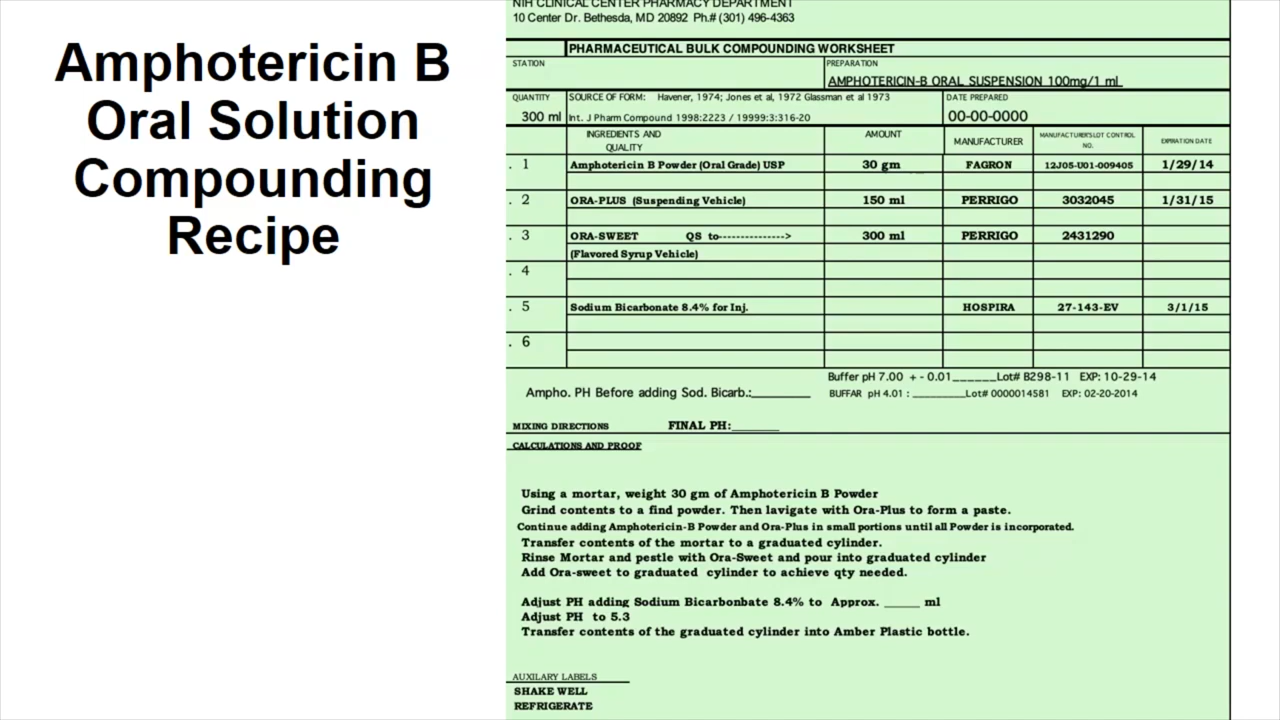 Amphotericin B
Oral Solution
Compounding
Recipe
NIH CLINICAL CENTER PHARMACY DEPARTMENT
10 Center Dr. Bethesda, MD 20892 Ph.# (301) 496-4363
PHARMACEUTICAL BULK COMPOUNDING WORKSHEET
STATION
PREPARATION
AMPHOTERICIN-B ORAL SUSPENSION 100mg/1 ml
QUANTITY SOURCE OF FORM: Havener, 1974; Jones et al, 1972 Glassman et al 1973 DATE PREPARED
300 ml Int. J Pharm Compound 1998:2223 / 19999:3:316-20 00-00-0000
INGREDIENTS AND QUALITY AMOUNT MANUFACTURER MANUFACTURER'S LOT CONTROL NO. EXPIRATION DATE
. 1 Amphotericin B Powder (Oral Grade) USP 30 gm FAGRON 12J05-U01-009405 1/29/14
. 2 ORA-PLUS (Suspending Vehicle) 150 ml PERRIGO 3032045 1/31/15
. 3 ORA-SWEET QS to---------------> 300 ml PERRIGO 2431290
(Flavored Syrup Vehicle)
. 4
. 5 Sodium Bicarbonate 8.4% for Inj. HOSPIRA 27-143-EV 3/1/15
. 6
Buffer pH 7.00 + - 0.01______Lot# B298-11 EXP: 10-29-14
Ampho. PH Before adding Sod. Bicarb.:________ BUFFAR pH 4.01 : _________Lot# 0000014581 EXP: 02-20-2014
MIXING DIRECTIONS FINAL PH:_______
CALCULATIONS AND PROOF
Using a mortar, weight 30 gm of Amphotericin B Powder
Grind contents to a find powder. Then lavigate with Ora-Plus to form a paste.
Continue adding Amphotericin-B Powder and Ora-Plus in small portions until all Powder is incorporated.
Transfer contents of the mortar to a graduated cylinder.
Rinse Mortar and pestle with Ora-Sweet and pour into graduated cylinder
Add Ora-sweet to graduated cylinder to achieve qty needed.
Adjust PH adding Sodium Bicarbonbate 8.4% to Approx. _____ ml
Adjust PH to 5.3
Transfer contents of the graduated cylinder into Amber Plastic bottle.
AUXILARY LABELS
SHAKE WELL
REFRIGERATE